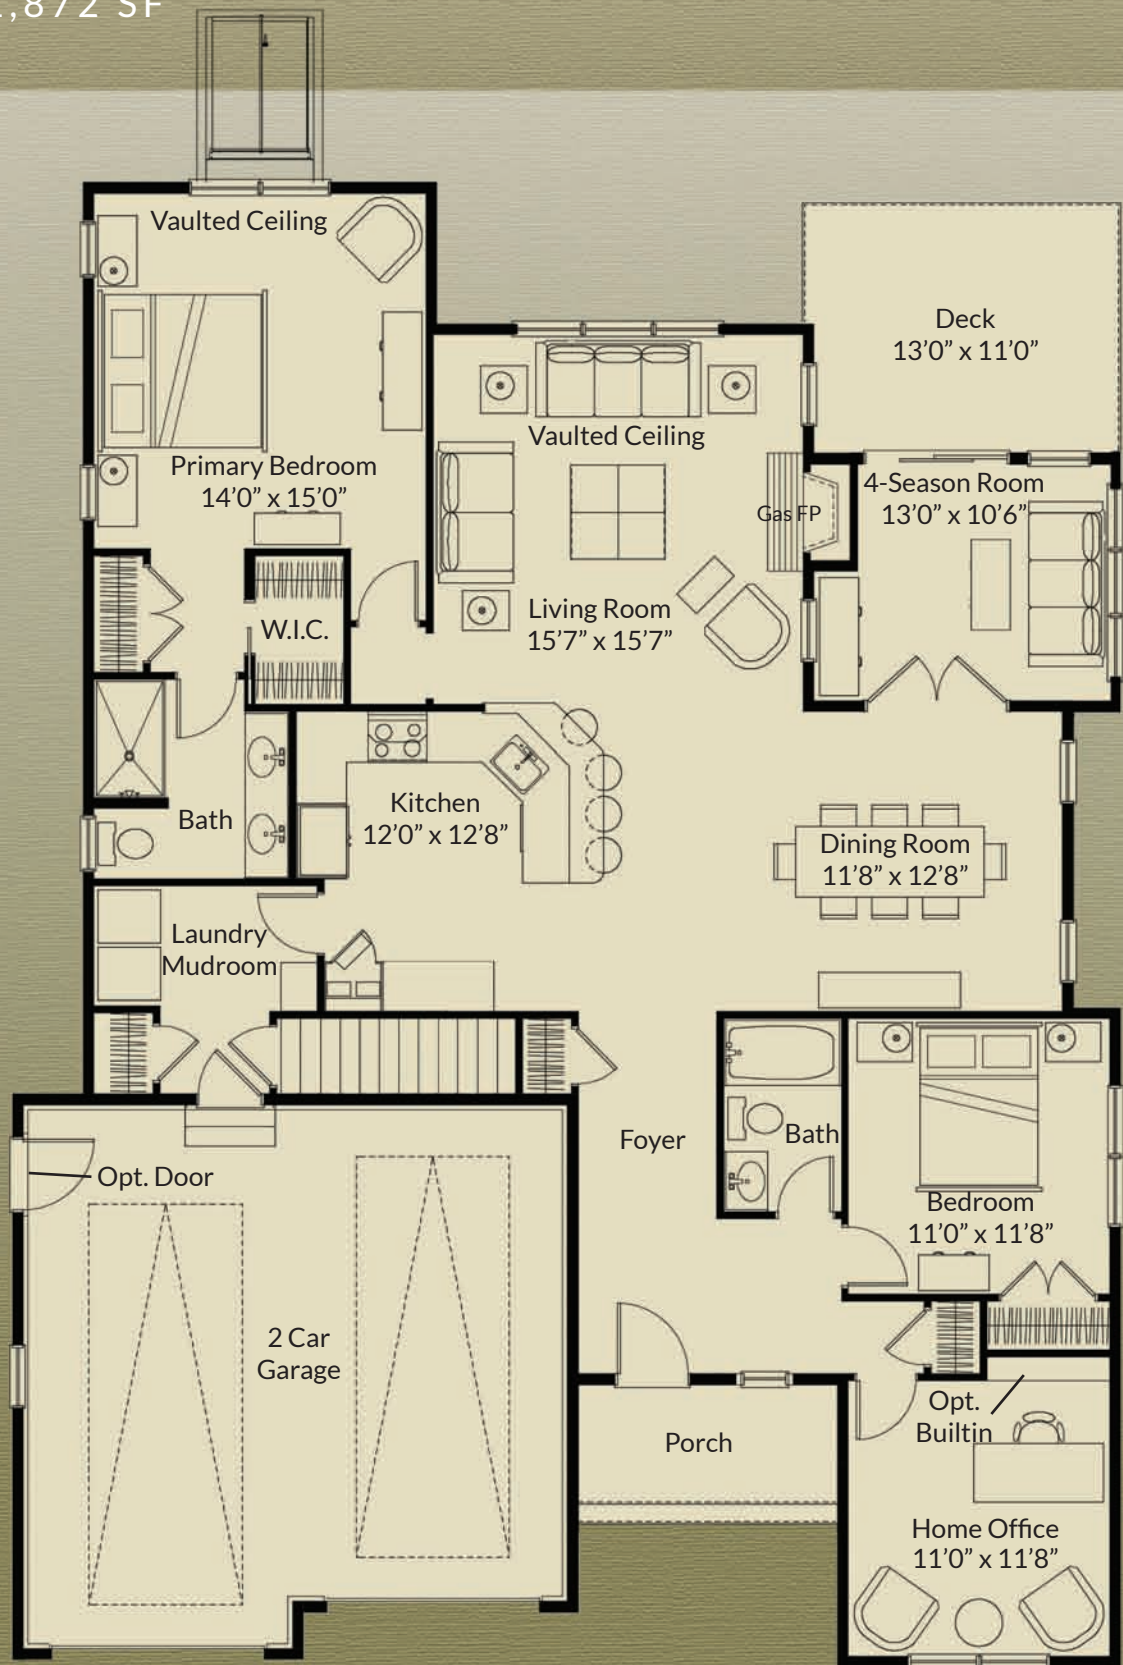 ,872 SF
Vaulted Ceiling
Deck
13’0” x 11’0”
Vaulted Ceiling
Primary Bedroom
14’0” x 15’0”
4-Season Room
13’0” x 10’6”
Gas FP
W.I.C.
Living Room
15’7” x 15’7”
Kitchen
12’0” x 12’8”
Bath
Dining Room
11’8” x 12’8”
Laundry
Mudroom
Foyer
Bath
Opt. Door
Bedroom
11’0” x 11’8”
2 Car
Garage
Opt.
Builtin
Porch
Home Office
11’0” x 11’8”